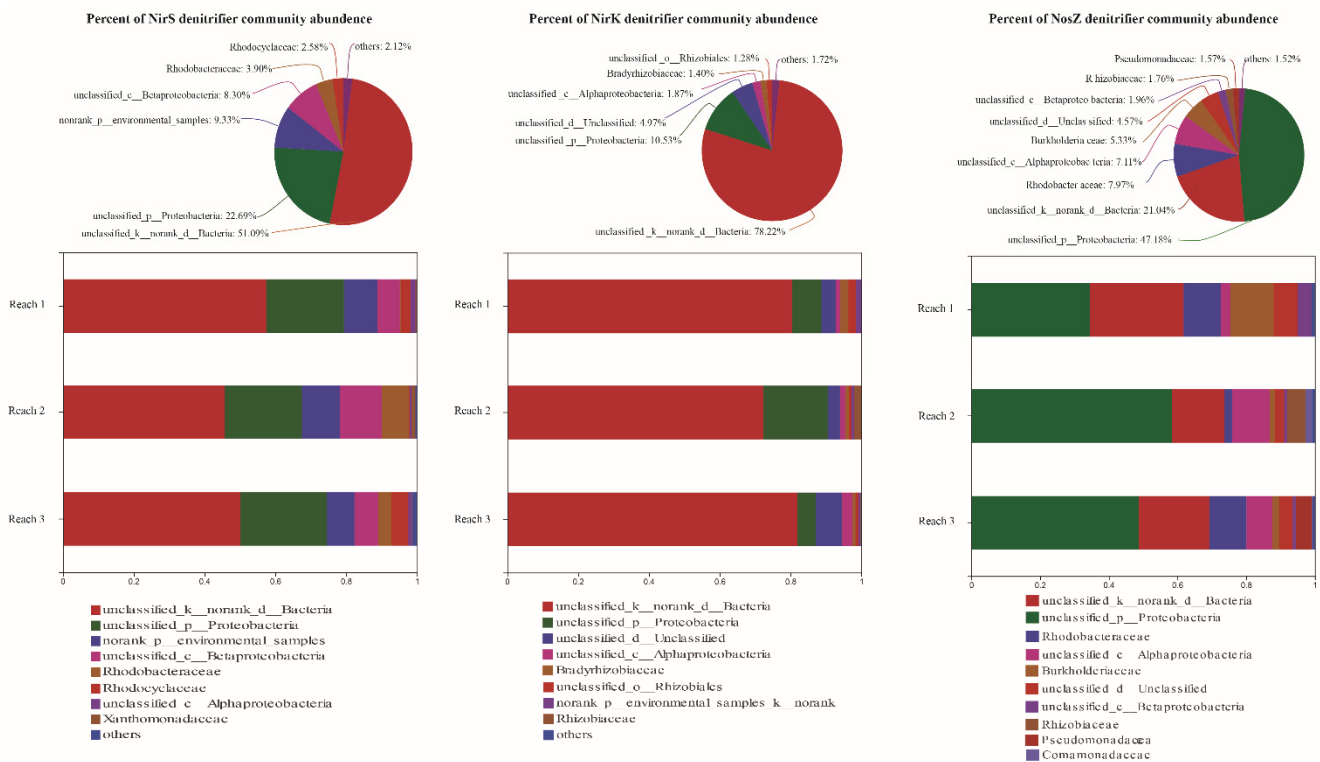 Percent of NirS denitrifier community abundence
Rhodocyclaceae: 2.58%
others: 2.12%
Rhodobacteraceae: 3.90%
unclassified_c--Betaproteobacteria: 8.30%
nonrank_p--environmental_samples: 9.33%
unclassified_p__Proteobacteria: 22.69%
unclassified_k__norank_d__Bacteria: 51.09%
Reach 1
Reach 2
Reach 3
0 0.2 0.4 0.6 0.8 1
unclassified_k__norank_d__Bacteria
unclassified_p__Proteobacteria
norank_p__environmental_samples
unclassified_c__Betaproteobacteria
Rhodobacteraceae
Rhodocyclaceae
unclassified_c__Alphaproteobacteria
Xanthomonadaceae
others
Percent of NirK denitrifier community abundence
unclassified_o__Rhizobiales: 1.28%
others: 1.72%
Bradyrhizobiaceae: 1.40%
unclassified_c__Alphaproteobacteria: 1.87%
unclassified_d__Unclassified: 4.97%
unclassified_p__Proteobacteria: 10.53%
unclassified_k__norank_d__Bacteria: 78.22%
Reach 1
Reach 2
Reach 3
0 0.2 0.4 0.6 0.8 1
unclassified_k__norank_d__Bacteria
unclassified_p__Proteobacteria
unclassified_d__Unclassified
unclassified_c__Alphaproteobacteria
Bradyrhizobiaceae
unclassified_o__Rhizobiales
norank_p__environmental_samples_k__norank
Rhizobiaceae
others
Percent of NosZ denitrifier community abundence
Pseudomonadaceae: 1.57%
others: 1.52%
R hizobiaceae: 1.76%
unclassified_c__Betaproteo bacteria: 1.96%
unclassified_d__Unclas sified: 4.57%
Burkholderia ceae: 5.33%
unclassified_c__Alphaproteobac teria: 7.11%
Rhodobacter aceae: 7.97%
unclassified_k__norank_d__Bacteria: 21.04%
unclassified_p__Proteobacteria: 47.18%
Reach 1
Reach 2
Reach 3
0 0.2 0.4 0.6 0.8 1
unclassified_k__norank_d__Bacteria
unclassified_p__Proteobacteria
Rhodobacteraceae
unclassified_c__Alphaproteobacteria
Burkholderiaceae
unclassified_d__Unclassified
unclassified_c__Betaproteobacteria
Rhizobiaceae
Pseudomonadacea
Comamonadaceae